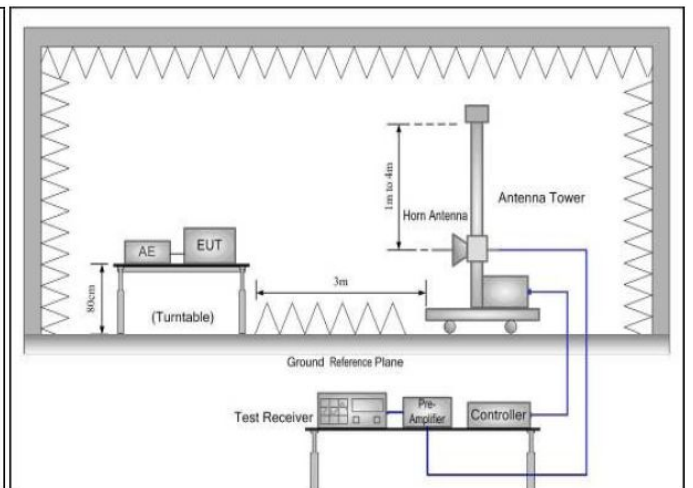 1m to 4m
Antenna Tower
Horn Antenna
AE
EUT
3m
80cm
(Turntable)
Ground Reference Plane
Test Receiver
Pre-
Amplifier
Controller